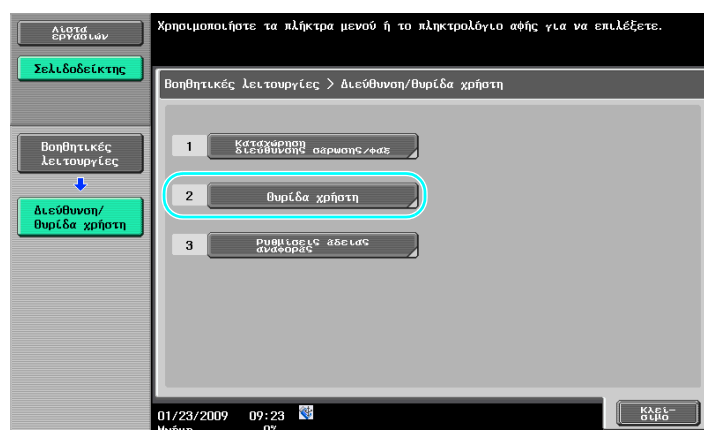 Λίστα
εργασιών
Χρησιμοποιήστε τα πλήκτρα μενού ή το πληκτρολόγιο αφής για να επιλέξετε.
Σελιδοδείκτης
Βοηθητικές λειτουργίες > Διεύθυνση/θυρίδα χρήστη
Βοηθητικές
λειτουργίες
Διεύθυνση/
θυρίδα χρήστη
1 Καταχώρηση
διεύθυνσης σάρωσης/φαξ
2 θυρίδα χρήστη
3 Ρυθμίσεις άδειας
αναφοράς
01/23/2009 09:23
Μνήμη 0%
Κλεί-
σιμο